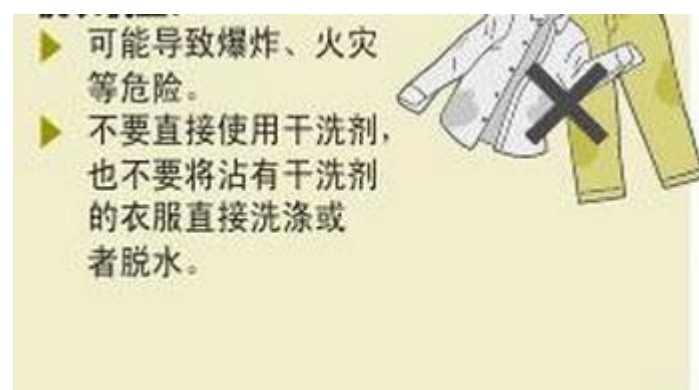 可能导致爆炸、火灾
等危险。
不要直接使用干洗剂,
也不要将沾有干洗剂
的衣服直接洗涤或
者脱水。